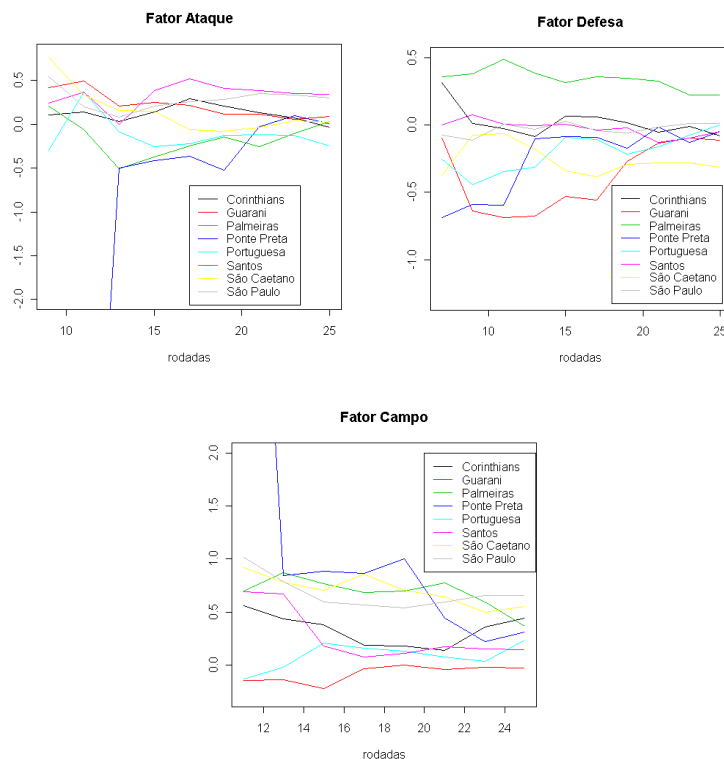 Fator Ataque
0.5
0.0
-0.5
-1.0
-1.5
-2.0
Corinthians
Guarani
Palmeiras
Ponte Preta
Portuguesa
Santos
São Caetano
São Paulo
10
15
20
25
rodadas
Fator Defesa
0.5
0.0
-0.5
-1.0
Corinthians
Guarani
Palmeiras
Ponte Preta
Portuguesa
Santos
São Caetano
São Paulo
10
15
20
25
rodadas
Fator Campo
2.0
1.5
1.0
0.5
0.0
Corinthians
Guarani
Palmeiras
Ponte Preta
Portuguesa
Santos
São Caetano
São Paulo
12
14
16
18
20
22
24
rodadas